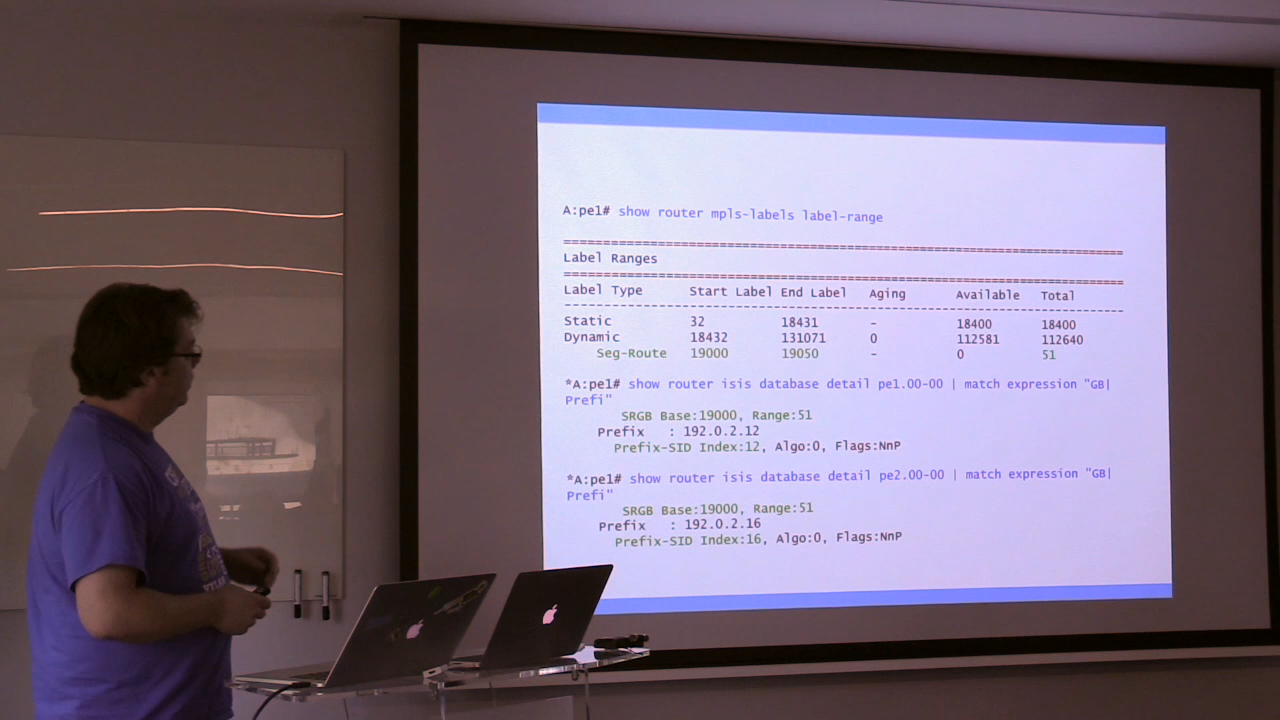 A:pe1# show router mpls-labels label-range
===============================================================================
Label Ranges
===============================================================================
Label Type Start Label End Label Aging Available Total
-------------------------------------------------------------------------------
Static 32 18431 - 18400 18400
Dynamic 18432 131071 0 112581 112640
Seg-Route 19000 19050 - 0 51
*A:pe1# show router isis database detail pe1.00-00 | match expression "GB|
Prefi"
SRGB Base:19000, Range:51
Prefix : 192.0.2.12
Prefix-SID Index:12, Algo:0, Flags:NnP
*A:pe1# show router isis database detail pe2.00-00 | match expression "GB|
Prefi"
SRGB Base:19000, Range:51
Prefix : 192.0.2.16
Prefix-SID Index:16, Algo:0, Flags:NnP